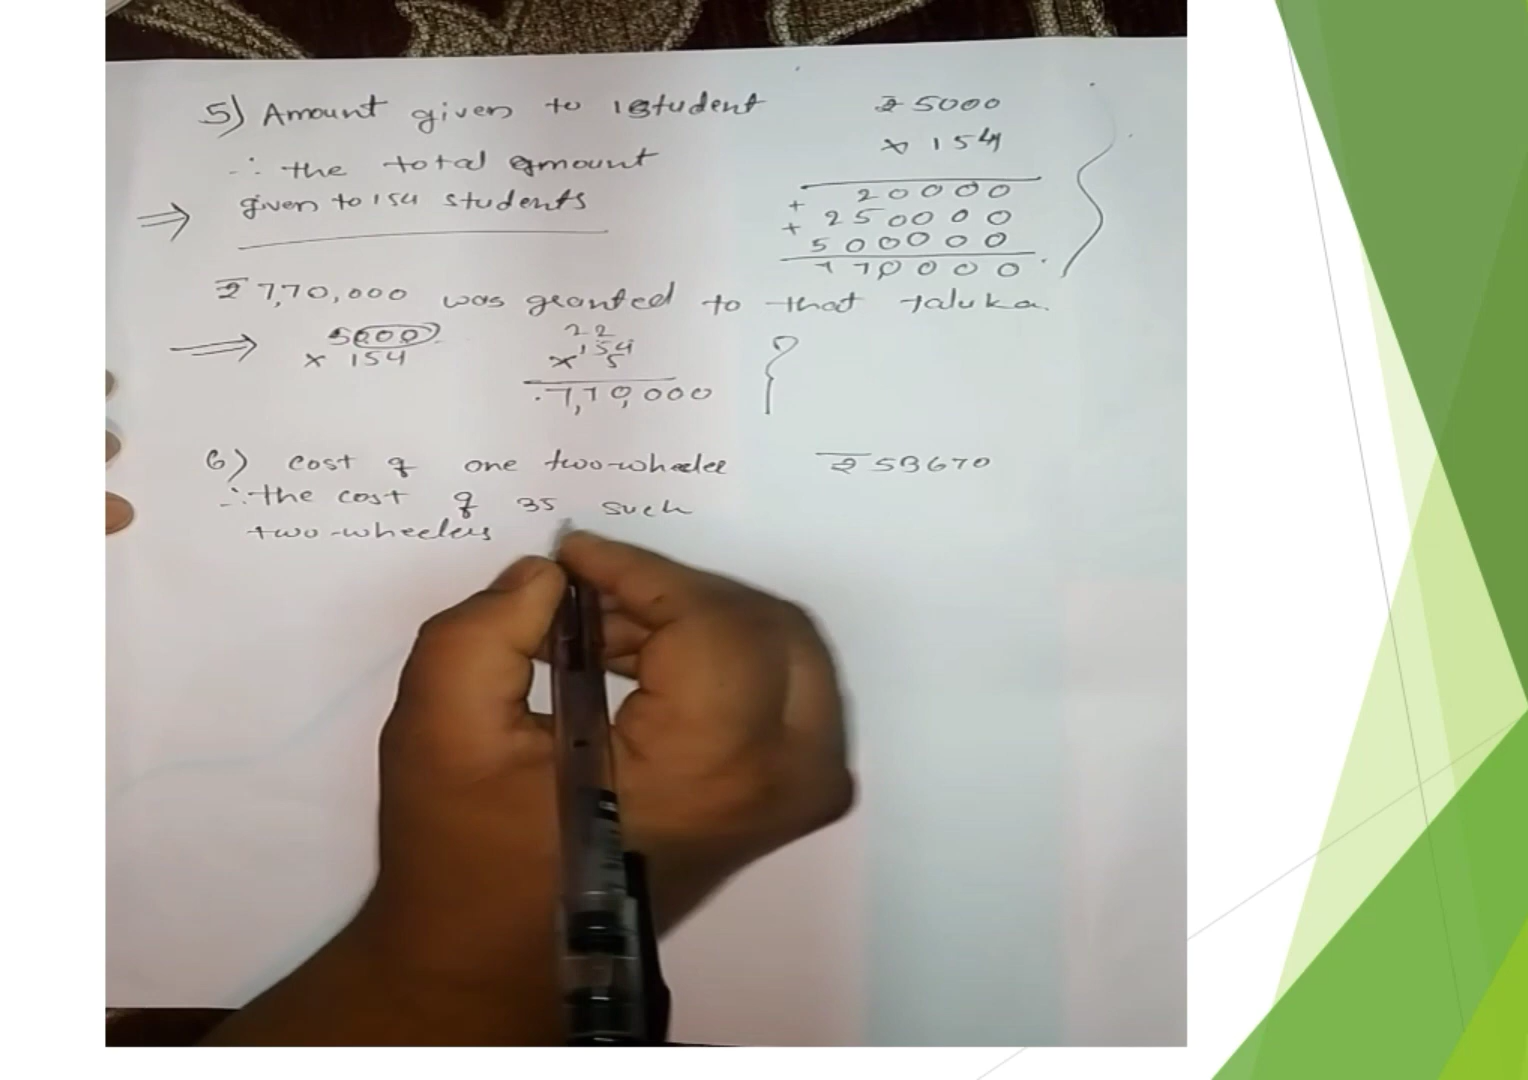 5) Amount given to 1 student ₹ 5000
∴ the total amount × 154
given to 154 students
20000
+ 250000
+ 500000
770000
₹ 7,70,000 was granted to that taluka.
⇒ 5000
× 154
22
154
× 5
7,70,000
6) cost of one two-wheeler ₹ 53670
∴ the cost of 35 such
two-wheelers